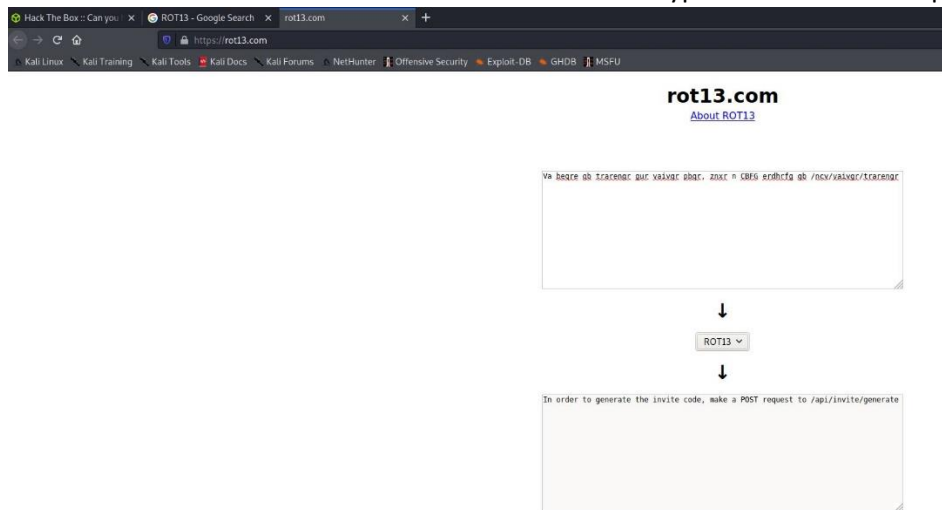 Hack The Box :: Can you
ROT13 - Google Search
rot13.com
https://rot13.com
Kali Linux Kali Training Kali Tools Kali Docs Kali Forums NetHunter Offensive Security Exploit-DB GHDB MSFU
rot13.com
About ROT13
Va beqre gb trarengr gur vaivgr pbqr, znxr n CBFG erdhrfg gb /ncv/vaivgr/trarengr
↓
ROT13
↓
In order to generate the invite code, make a POST request to /api/invite/generate